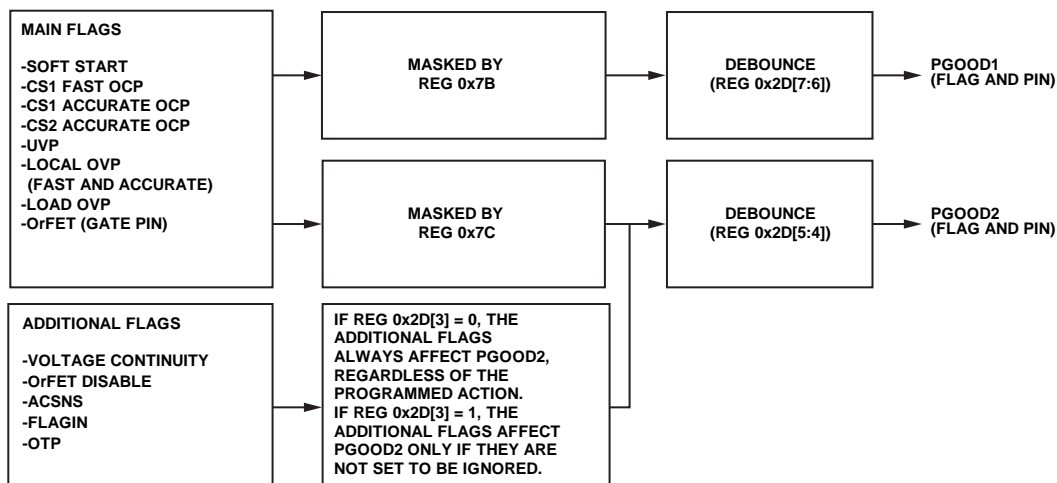 MAIN FLAGS
-SOFT START
-CS1 FAST OCP
-CS1 ACCURATE OCP
-CS2 ACCURATE OCP
-UVP
-LOCAL OVP
(FAST AND ACCURATE)
-LOAD OVP
-OrFET (GATE PIN)
MASKED BY
REG 0x7B
DEBOUNCE
(REG 0x2D[7:6])
PGOOD1
(FLAG AND PIN)
MASKED BY
REG 0x7C
DEBOUNCE
(REG 0x2D[5:4])
PGOOD2
(FLAG AND PIN)
ADDITIONAL FLAGS
-VOLTAGE CONTINUITY
-OrFET DISABLE
-ACSNS
-FLAGIN
-OTP
IF REG 0x2D[3] = 0, THE
ADDITIONAL FLAGS
ALWAYS AFFECT PGOOD2,
REGARDLESS OF THE
PROGRAMMED ACTION.
IF REG 0x2D[3] = 1, THE
ADDITIONAL FLAGS AFFECT
PGOOD2 ONLY IF THEY ARE
NOT SET TO BE IGNORED.